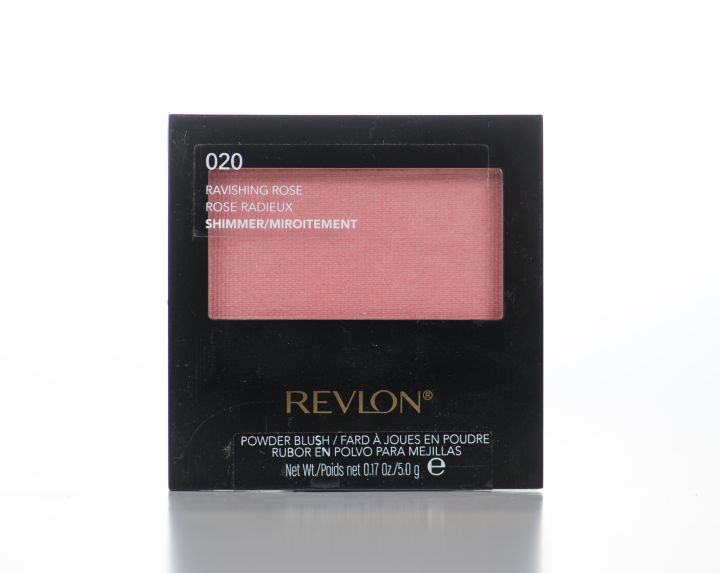 020
RAVISHING ROSE
ROSE RADIEUX
SHIMMER/MIROITEMENT
REVLON®
POWDER BLUSH / FARD À JOUES EN POUDRE
RUBOR EN POLVO PARA MEJILLAS
Net Wt./Poids net 0.17 Oz./5.0 g ℮